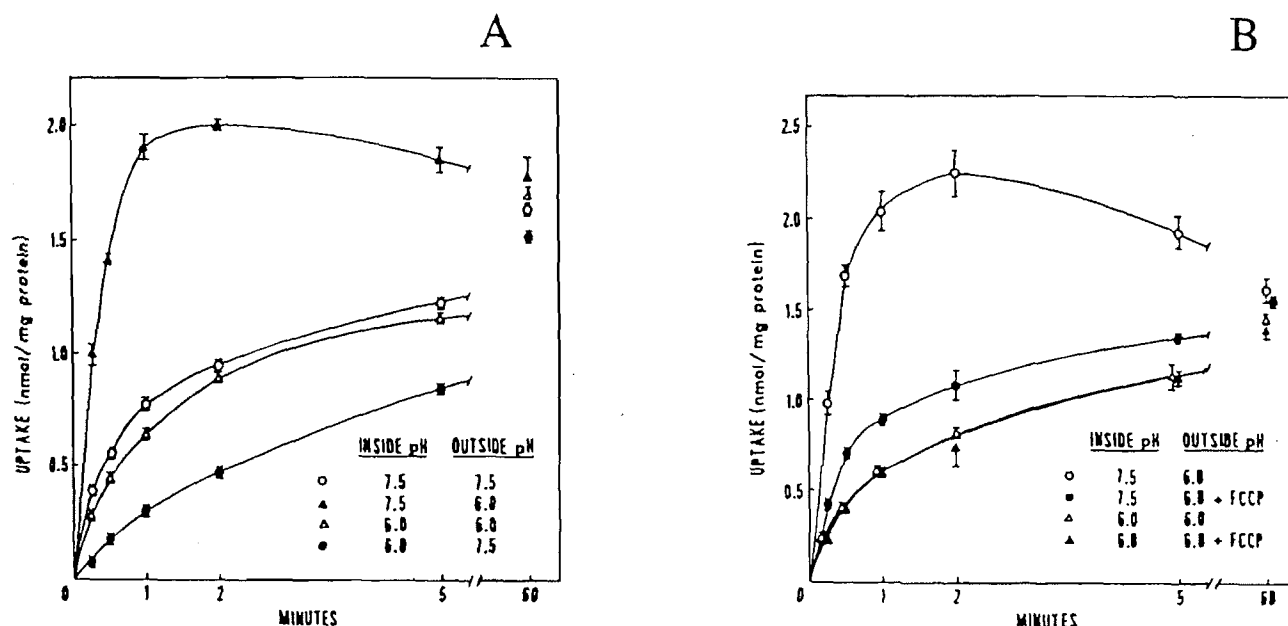 A
B
UPTAKE (nmol/mg protein)
2.0
1.5
1.0
0.5
0 1 2 5 60
MINUTES
INSIDE pH OUTSIDE pH
7.5 7.5
7.5 6.0
6.0 6.0
6.0 7.5
UPTAKE (nmol/mg protein)
2.5
2.0
1.5
1.0
0.5
0 1 2 5 60
MINUTES
INSIDE pH OUTSIDE pH
7.5 6.0
7.5 6.0 + FCCP
6.0 6.0
6.0 6.0 + FCCP